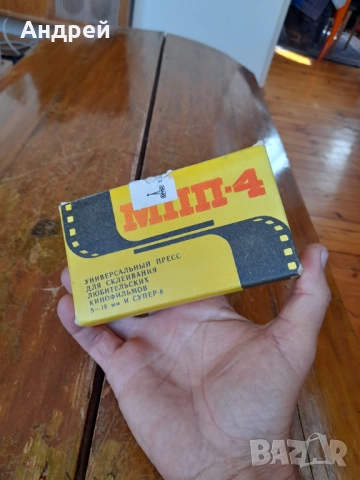 Андрей
МПП-4
УНИВЕРСАЛЬНЫЙ ПРЕСС
ДЛЯ СКЛЕИВАНИЯ
ЛЮБИТЕЛЬСКИХ
КИНОФИЛЬМОВ
8-16 мм И СУПЕР-8
BAZAR